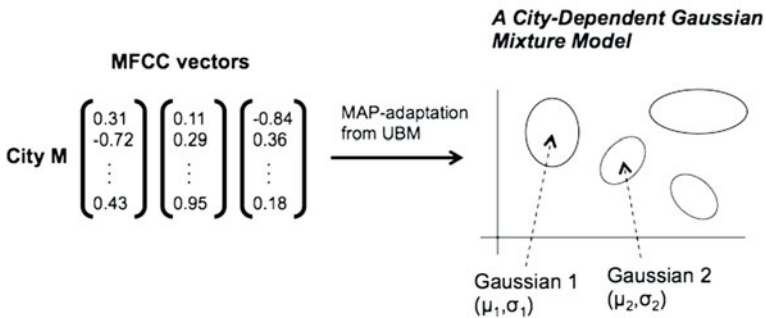 A City-Dependent Gaussian
Mixture Model
MFCC vectors
City M
0.31 0.11 -0.84
-0.72 0.29 0.36
⋮ ⋮ ⋮
0.43 0.95 0.18
MAP-adaptation
from UBM
Gaussian 1
(μ₁,σ₁)
Gaussian 2
(μ₂,σ₂)